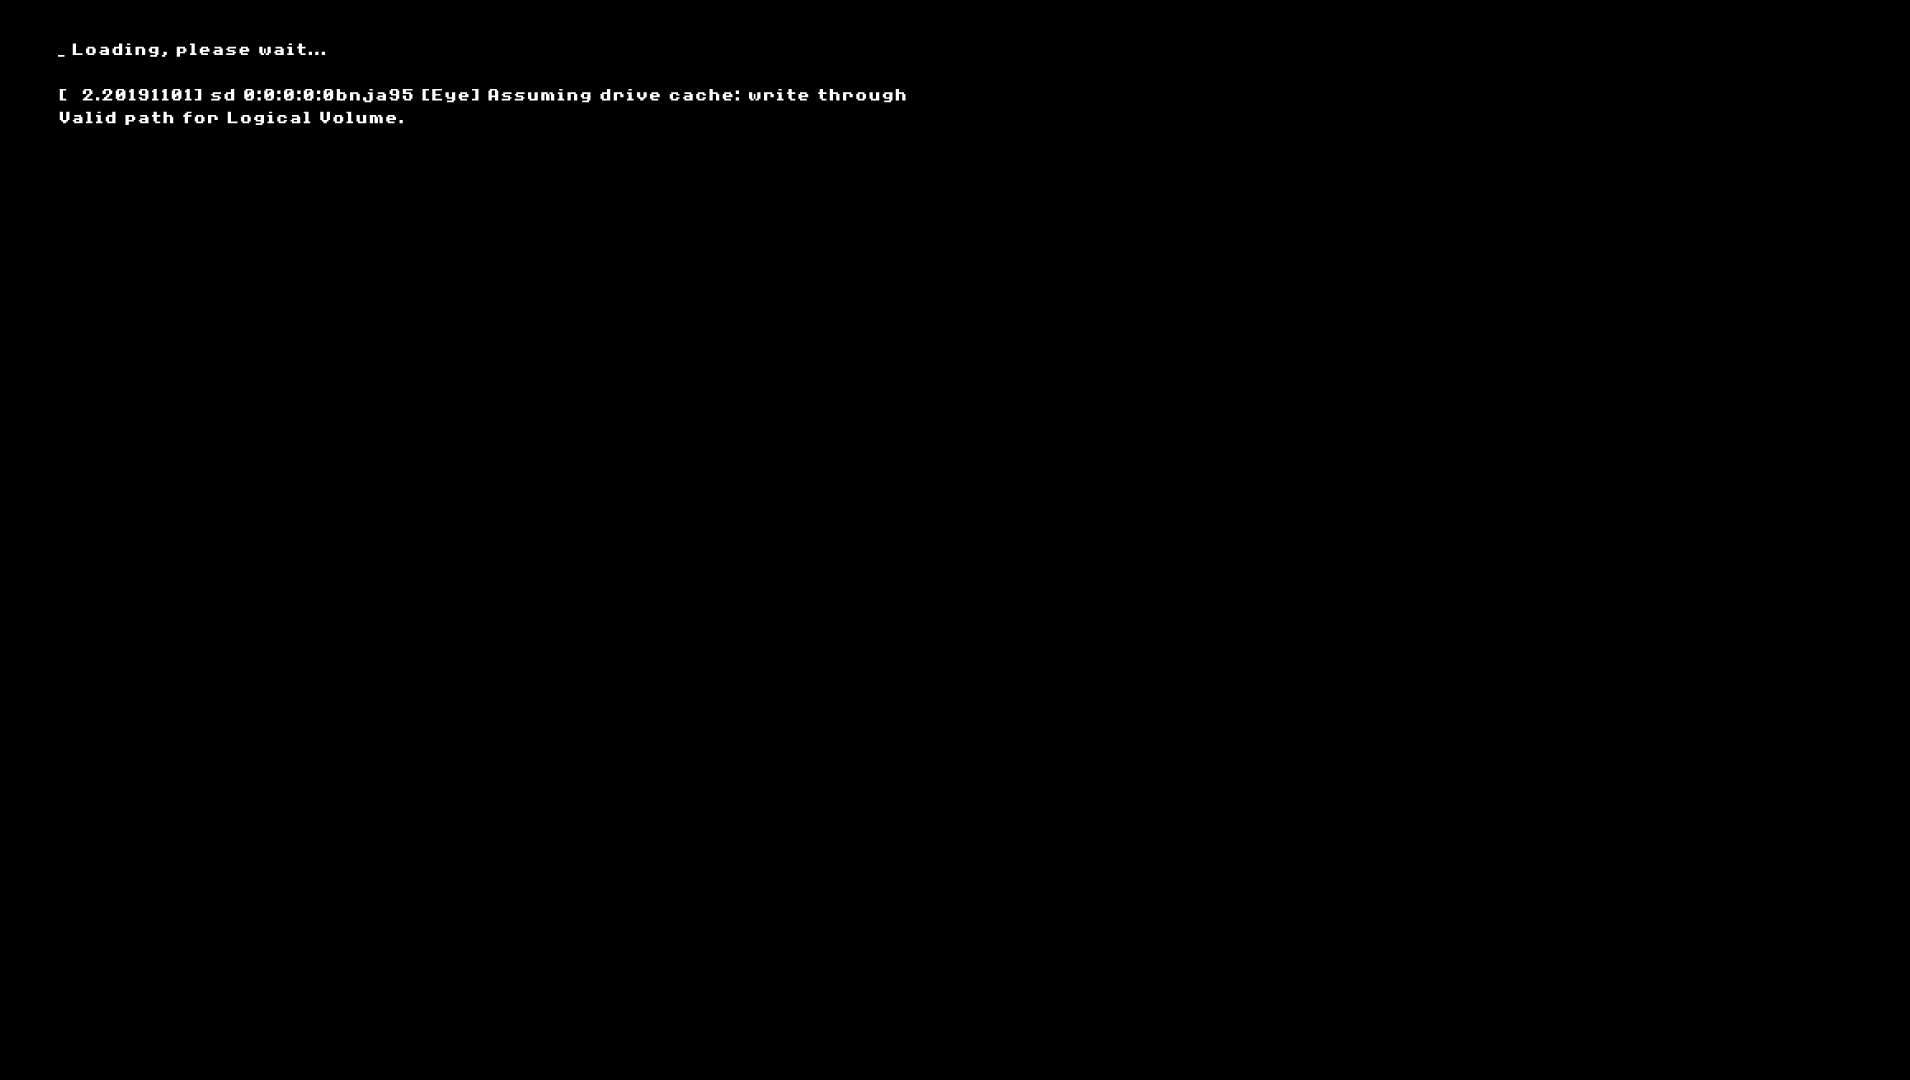 _ Loading, please wait...
[  2.20191101] sd 0:0:0:0:0bnja95 [Eye] Assuming drive cache: write through
Valid path for Logical Volume.